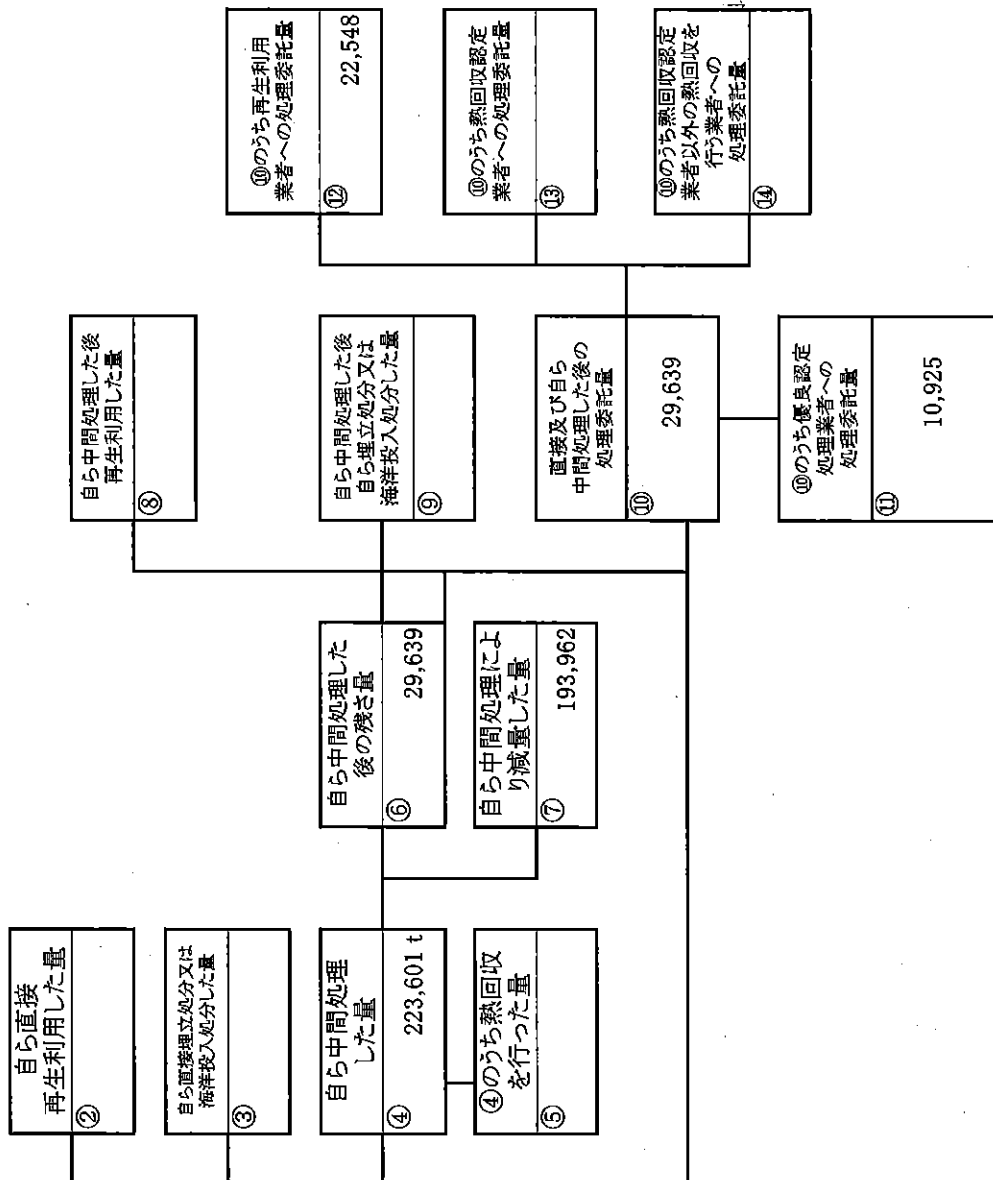 自ら直接
再生利用した量
②
自ら直接埋立処分又は
海洋投入処分した量
③
自ら中間処理
した量
④
223,601 t
④のうち熱回収
を行った量
⑤
自ら中間処理した
後の残さ量
⑥
29,639
自ら中間処理によ
り減量した量
⑦
193,962
自ら中間処理した後
再生利用した量
⑧
自ら中間処理した後
自ら埋立処分又は
海洋投入処分した量
⑨
直接及び自ら
中間処理した後の
処理委託量
⑩
29,639
⑩のうち優良認定
処理業者への
処理委託量
⑪
10,925
⑩のうち再生利用
業者への処理委託量
⑫
22,548
⑩のうち熱回収認定
業者への処理委託量
⑬
⑩のうち熱回収認定
業者以外の熱回収を
行う業者への
処理委託量
⑭